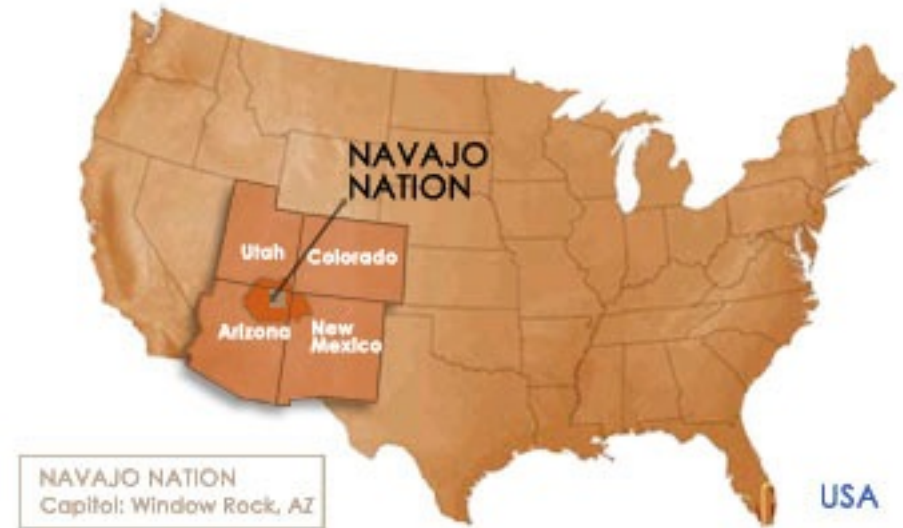 NAVAJO
NATION
Utah
Colorado
Arizona
New
Mexico
NAVAJO NATION
Capitol: Window Rock, AZ
USA